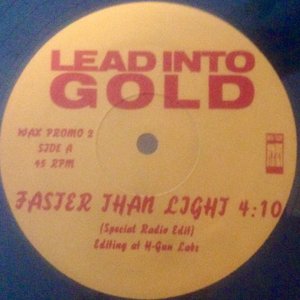 LEAD INTO
GOLD
WAX PROMO 2
SIDE A
45 RPM
FASTER THAN LIGHT 4:10
(Special Radio Edit)
Editing at H-Gun Labs